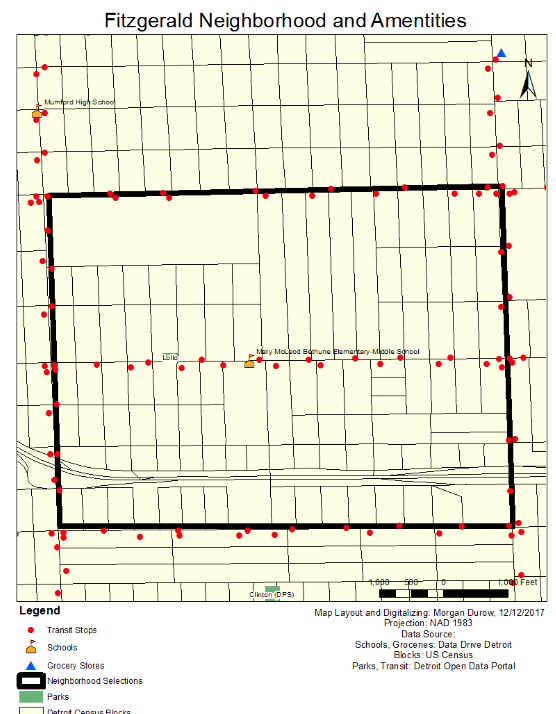 Fitzgerald Neighborhood and Amentities
N
Mumford High School
Mary McLeod Bethune Elementary-Middle School
Lollo
Clinton (DPS)
1,000 500 0 1,000 Feet
Legend
Transit Stops
Schools
Grocery Stores
Neighborhood Selections
Parks
Detroit Census Blocks
Map Layout and Digitalizing: Morgan Durow, 12/12/2017
Projection: NAD 1983
Data Source:
Schools, Groceries: Data Drive Detroit
Blocks: US Census
Parks, Transit: Detroit Open Data Portal